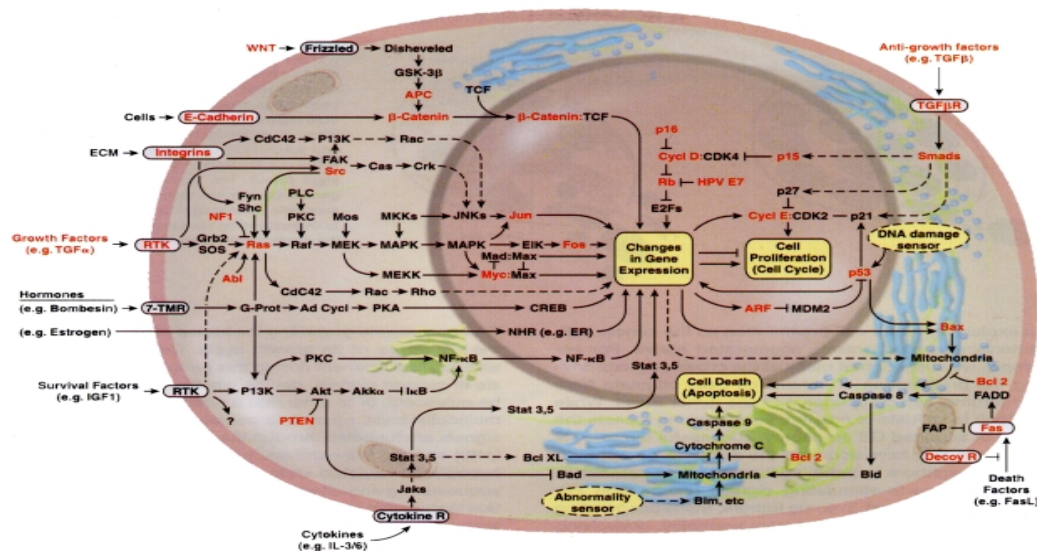 WNT
Frizzled
Disheveled
GSK-3β
APC
TCF
Cells
E-Cadherin
β-Catenin
β-Catenin:TCF
Anti-growth factors
(e.g. TGFβ)
TGFβR
Smads
ECM
Integrins
CdC42
P13K
Rac
FAK
Src
Cas
Crk
p16
Cycl D:CDK4
p15
Rb
HPV E7
E2Fs
p27
Cycl E:CDK2
p21
Fyn
Shc
NF1
PLC
PKC
Mos
MKKs
JNKs
Jun
Growth Factors
(e.g. TGFα)
RTK
Grb2
SOS
Ras
Raf
MEK
MAPK
MAPK
ElK
Fos
Mad:Max
Myc:Max
MEKK
Abl
CdC42
Rac
Rho
Changes
in Gene
Expression
Cell
Proliferation
(Cell Cycle)
DNA damage
sensor
p53
ARF
MDM2
Bax
Hormones
(e.g. Bombesin)
7-TMR
G-Prot
Ad Cycl
PKA
CREB
(e.g. Estrogen)
NHR (e.g. ER)
PKC
NF-κB
NF-κB
Stat 3,5
Mitochondria
Bcl 2
Survival Factors
(e.g. IGF1)
RTK
P13K
Akt
Akkα
IκB
?
PTEN
Stat 3,5
Cell Death
(Apoptosis)
Caspase 8
FADD
Caspase 9
FAP
Fas
Cytochrome C
Bcl 2
Decoy R
Stat 3,5
Bcl XL
Bad
Mitochondria
Bid
Death
Factors
(e.g. FasL)
Jaks
Abnormality
sensor
Bim, etc
Cytokine R
Cytokines
(e.g. IL-3/6)